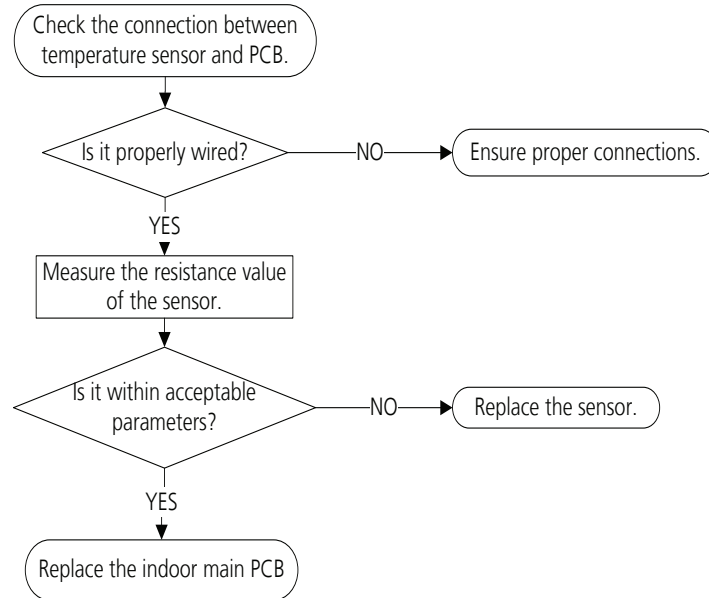 Check the connection between
temperature sensor and PCB.
Is it properly wired?
NO
Ensure proper connections.
YES
Measure the resistance value
of the sensor.
Is it within acceptable
parameters?
NO
Replace the sensor.
YES
Replace the indoor main PCB